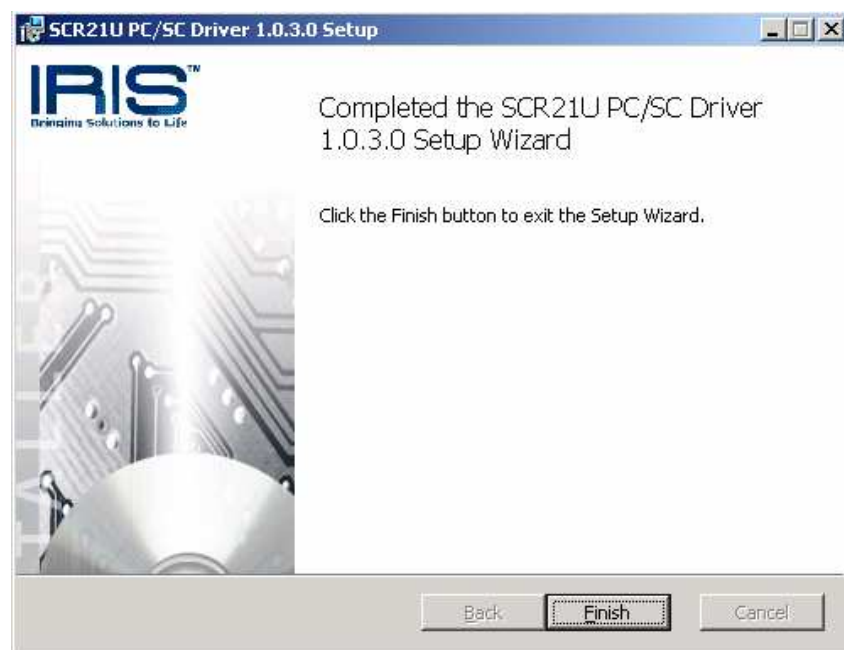 SCR21U PC/SC Driver 1.0.3.0 Setup
IRIS™
Bringing Solutions to Life
Completed the SCR21U PC/SC Driver
1.0.3.0 Setup Wizard
Click the Finish button to exit the Setup Wizard.
Back
Finish
Cancel